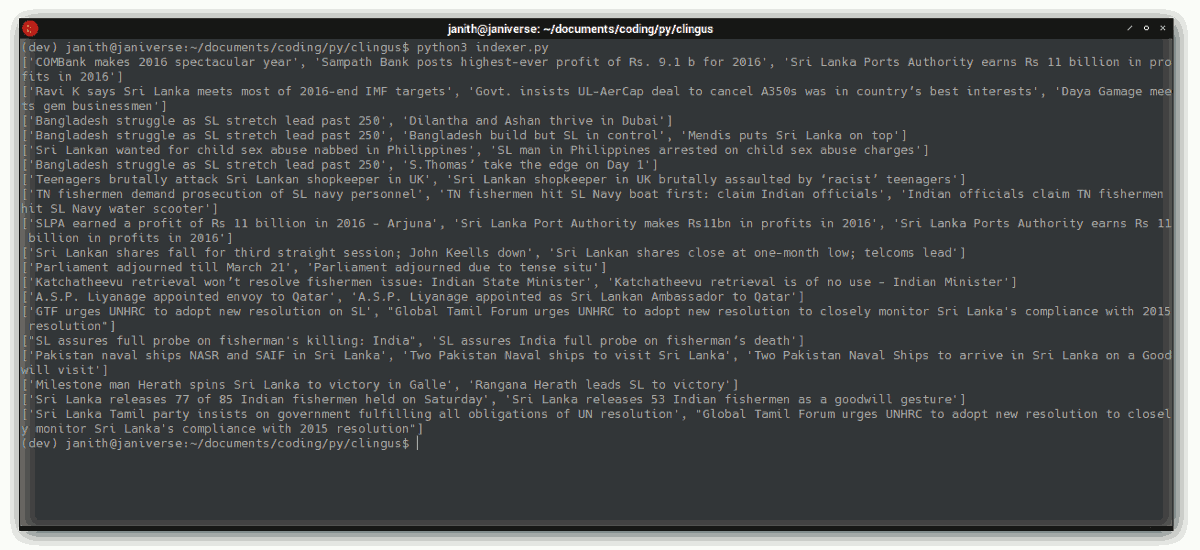 janith@janiverse: ~/documents/coding/py/clingus
(dev) janith@janiverse:~/documents/coding/py/clingus$ python3 indexer.py
['COMBank makes 2016 spectacular year', 'Sampath Bank posts highest-ever profit of Rs. 9.1 b for 2016', 'Sri Lanka Ports Authority earns Rs 11 billion in pro
fits in 2016']
['Ravi K says Sri Lanka meets most of 2016-end IMF targets', 'Govt. insists UL-AerCap deal to cancel A350s was in country’s best interests', 'Daya Gamage mee
ts gem businessmen']
['Bangladesh struggle as SL stretch lead past 250', 'Dilantha and Ashan thrive in Dubai']
['Bangladesh struggle as SL stretch lead past 250', 'Bangladesh build but SL in control', 'Mendis puts Sri Lanka on top']
['Sri Lankan wanted for child sex abuse nabbed in Philippines', 'SL man in Philippines arrested on child sex abuse charges']
['Bangladesh struggle as SL stretch lead past 250', 'S.Thomas’ take the edge on Day 1']
['Teenagers brutally attack Sri Lankan shopkeeper in UK', 'Sri Lankan shopkeeper in UK brutally assaulted by ‘racist’ teenagers']
['TN fishermen demand prosecution of SL navy personnel', 'TN fishermen hit SL Navy boat first: claim Indian officials', 'Indian officials claim TN fishermen
hit SL Navy water scooter']
['SLPA earned a profit of Rs 11 billion in 2016 – Arjuna', 'Sri Lanka Port Authority makes Rs11bn in profits in 2016', 'Sri Lanka Ports Authority earns Rs 11
billion in profits in 2016']
['Sri Lankan shares fall for third straight session; John Keells down', 'Sri Lankan shares close at one-month low; telcoms lead']
['Parliament adjourned till March 21', 'Parliament adjourned due to tense situ']
['Katchatheevu retrieval won’t resolve fishermen issue: Indian State Minister', 'Katchatheevu retrieval is of no use – Indian Minister']
['A.S.P. Liyanage appointed envoy to Qatar', 'A.S.P. Liyanage appointed as Sri Lankan Ambassador to Qatar']
['GTF urges UNHRC to adopt new resolution on SL', "Global Tamil Forum urges UNHRC to adopt new resolution to closely monitor Sri Lanka's compliance with 2015
resolution"]
["SL assures full probe on fisherman's killing: India", 'SL assures India full probe on fisherman’s death']
['Pakistan naval ships NASR and SAIF in Sri Lanka', 'Two Pakistan Naval ships to visit Sri Lanka', 'Two Pakistan Naval Ships to arrive in Sri Lanka on a Good
will visit']
['Milestone man Herath spins Sri Lanka to victory in Galle', 'Rangana Herath leads SL to victory']
['Sri Lanka releases 77 of 85 Indian fishermen held on Saturday', 'Sri Lanka releases 53 Indian fishermen as a goodwill gesture']
['Sri Lanka Tamil party insists on government fulfilling all obligations of UN resolution', "Global Tamil Forum urges UNHRC to adopt new resolution to closel
y monitor Sri Lanka's compliance with 2015 resolution"]
(dev) janith@janiverse:~/documents/coding/py/clingus$